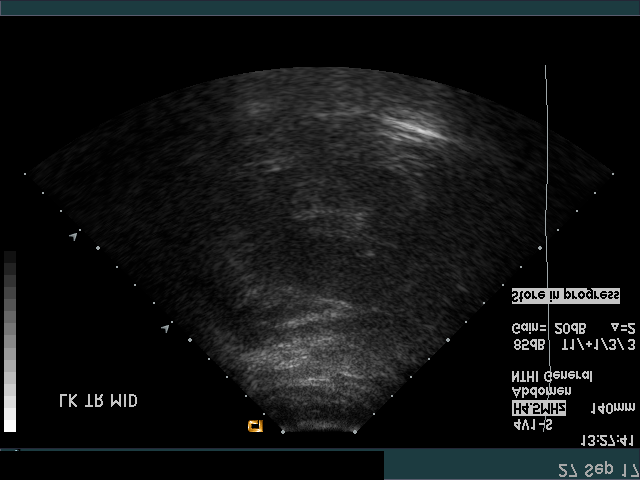 27 Sep 17
13:27:41
4V1-S
H4.5MHz 140mm
Abdomen
NTHI General
85dB T1/+1/3/3
Gain= 20dB Δ=2
Store in progress
LK TR MID